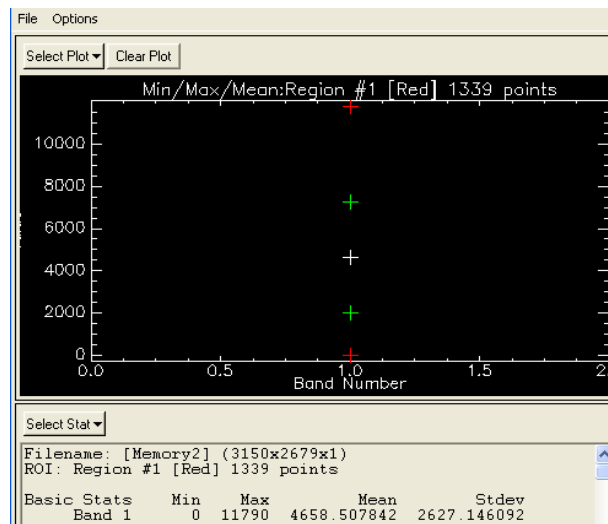 File Options
Select Plot Clear Plot
Min/Max/Mean:Region #1 [Red] 1339 points
10000
8000
6000
4000
2000
0
0.0 0.5 1.0 1.5 2.
Band Number
Select Stat
Filename: [Memory2] (3150x2679x1)
ROI: Region #1 [Red] 1339 points
Basic Stats Min Max Mean Stdev
Band 1 0 11790 4658.507842 2627.146092